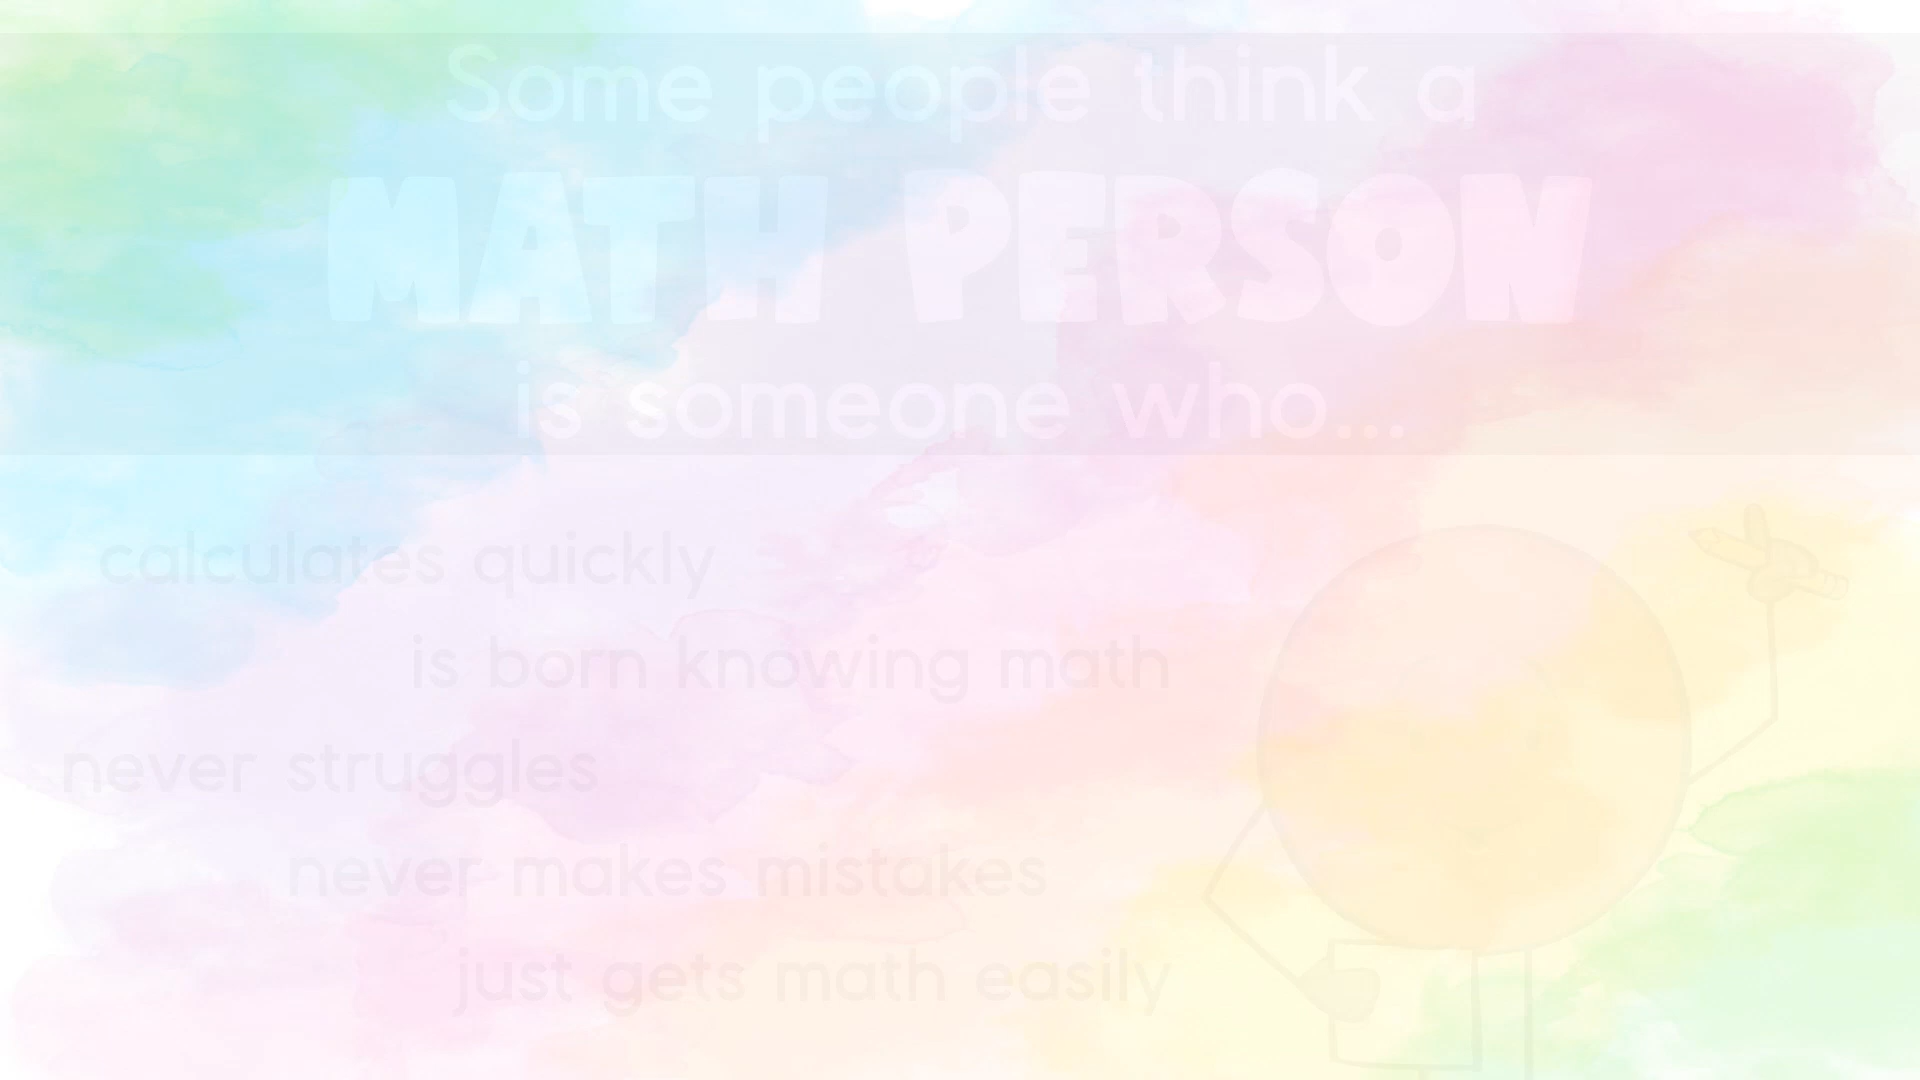 Some people think a
MATH PERSON
is someone who...
calculates quickly
is born knowing math
never struggles
never makes mistakes
just gets math easily